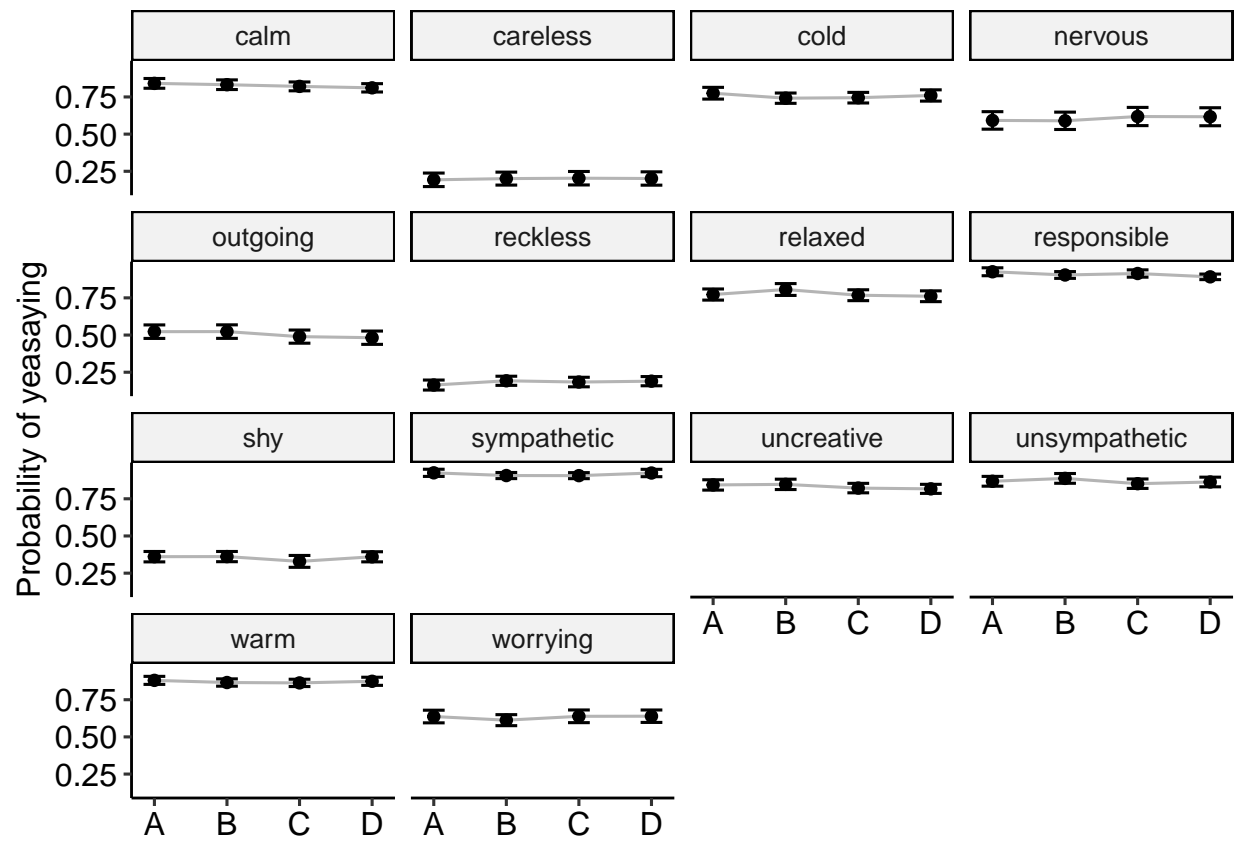 calm careless cold nervous
0.75
0.50
0.25
outgoing reckless relaxed responsible
0.75
0.50
0.25
shy sympathetic uncreative unsympathetic
0.75
0.50
0.25
A B C D A B C D
warm worrying
0.75
0.50
0.25
A B C D A B C D
Probability of yeasaying